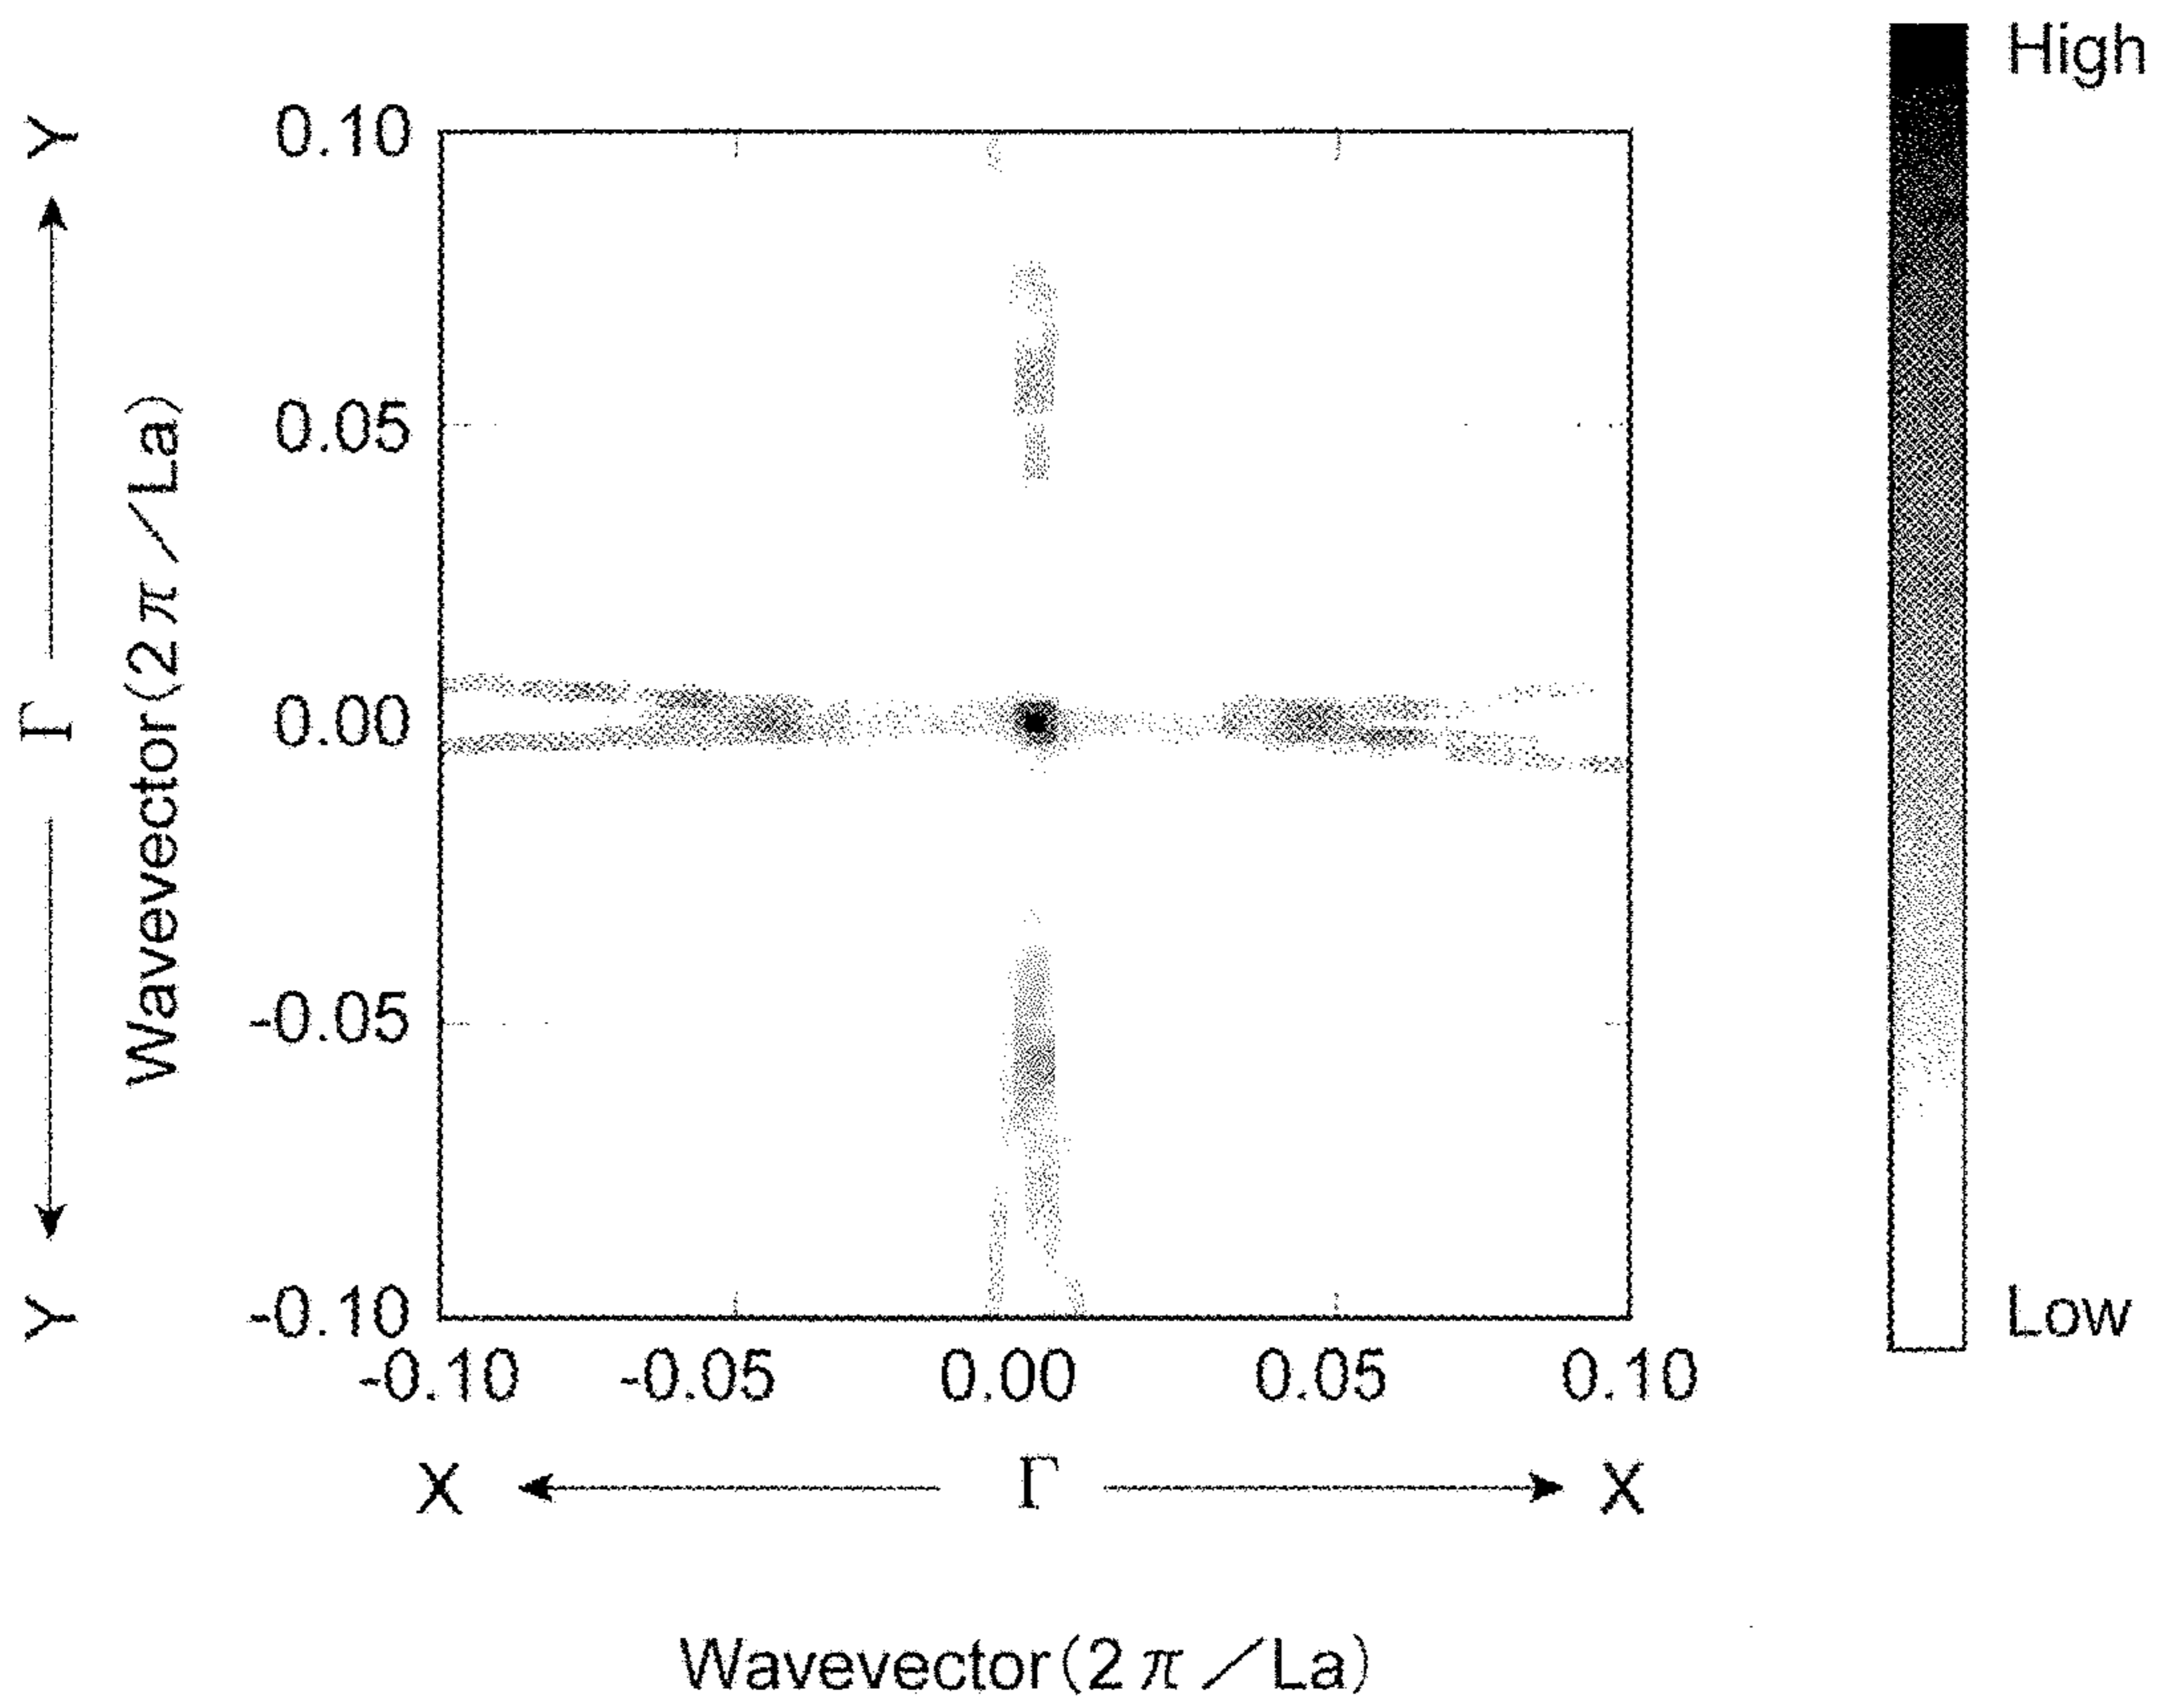 High
Y
0.10
0.05
0.00
-0.05
-0.10
Γ
Y
Wavevector(2π／La)
Low
-0.10 -0.05 0.00 0.05 0.10
X Γ X
Wavevector(2π／La)